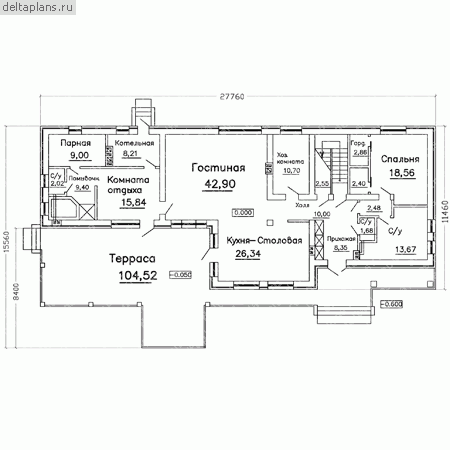 deltaplans.ru
27760
Парная
9,00
Котельная
8,21
Гостиная
42,90
Хоз.
комната
10,70
2,55
Гард.
2,86
2,40
Спальня
18,56
С/у
2,02
Помывочн.
9,40
Комната
отдыха
15,84
0,000
Холл
10,00
2,48
С/у
1,68
С/у
13,67
Кухня-Столовая
26,34
Прихожая
8,35
Терраса
104,52
-0,050
-0,600
15560
8400
11460